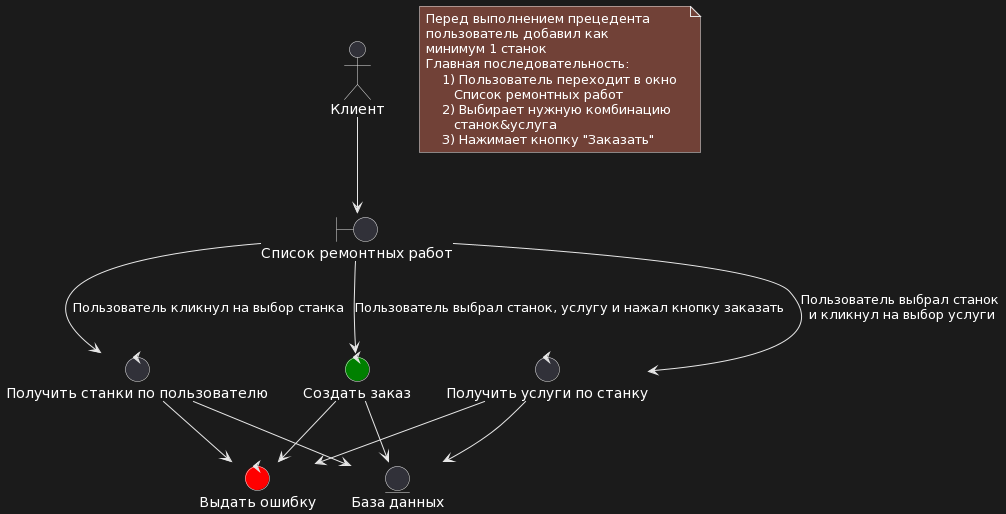 Перед выполнением прецедента
пользователь добавил как
минимум 1 станок
Главная последовательность:
1) Пользователь переходит в окно
Список ремонтных работ
2) Выбирает нужную комбинацию
станок&услуга
3) Нажимает кнопку "Заказать"
Клиент
Список ремонтных работ
Пользователь кликнул на выбор станка
Пользователь выбрал станок, услугу и нажал кнопку заказать
Пользователь выбрал станок
и кликнул на выбор услуги
Получить станки по пользователю
Создать заказ
Получить услуги по станку
Выдать ошибку
База данных